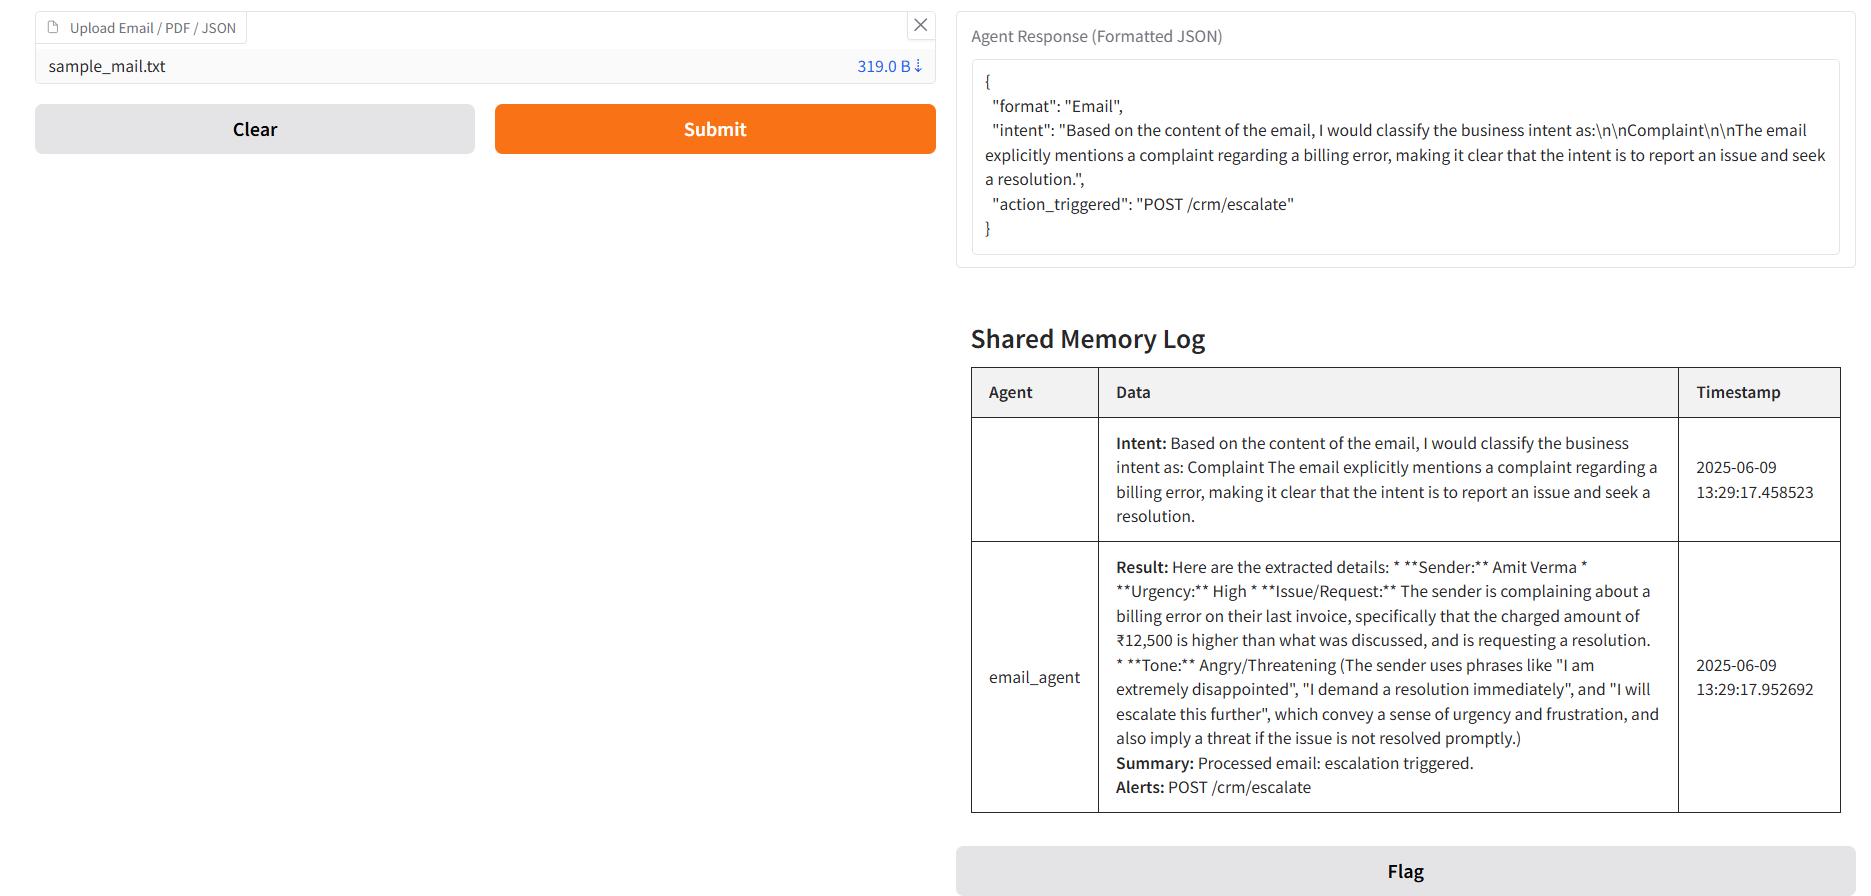 Upload Email / PDF / JSON
sample_mail.txt
319.0 B ⇣
Clear
Submit
Agent Response (Formatted JSON)
{
"format": "Email",
"intent": "Based on the content of the email, I would classify the business intent as:\n\nComplaint\n\nThe email
explicitly mentions a complaint regarding a billing error, making it clear that the intent is to report an issue and seek
a resolution.",
"action_triggered": "POST /crm/escalate"
}
Shared Memory Log
Agent
Data
Timestamp
Intent: Based on the content of the email, I would classify the business
intent as: Complaint The email explicitly mentions a complaint regarding a
billing error, making it clear that the intent is to report an issue and seek a
resolution.
2025-06-09
13:29:17.458523
email_agent
Result: Here are the extracted details: * **Sender:** Amit Verma *
**Urgency:** High * **Issue/Request:** The sender is complaining about a
billing error on their last invoice, specifically that the charged amount of
₹12,500 is higher than what was discussed, and is requesting a resolution.
* **Tone:** Angry/Threatening (The sender uses phrases like "I am
extremely disappointed", "I demand a resolution immediately", and "I will
escalate this further", which convey a sense of urgency and frustration, and
also imply a threat if the issue is not resolved promptly.)
Summary: Processed email: escalation triggered.
Alerts: POST /crm/escalate
2025-06-09
13:29:17.952692
Flag